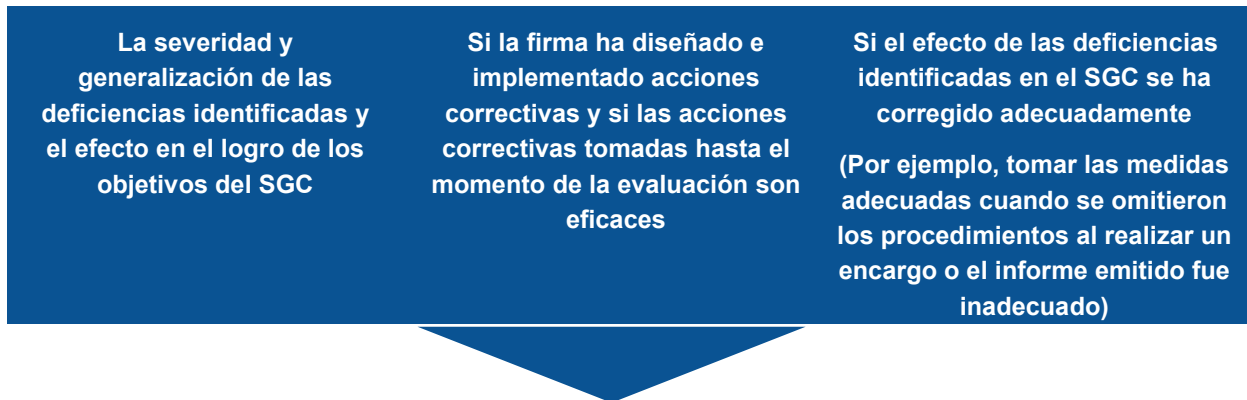 La severidad y
generalización de las
deficiencias identificadas y
el efecto en el logro de los
objetivos del SGC
Si la firma ha diseñado e
implementado acciones
correctivas y si las acciones
correctivas tomadas hasta el
momento de la evaluación son
eficaces
Si el efecto de las deficiencias
identificadas en el SGC se ha
corregido adecuadamente
(Por ejemplo, tomar las medidas
adecuadas cuando se omitieron
los procedimientos al realizar un
encargo o el informe emitido fue
inadecuado)